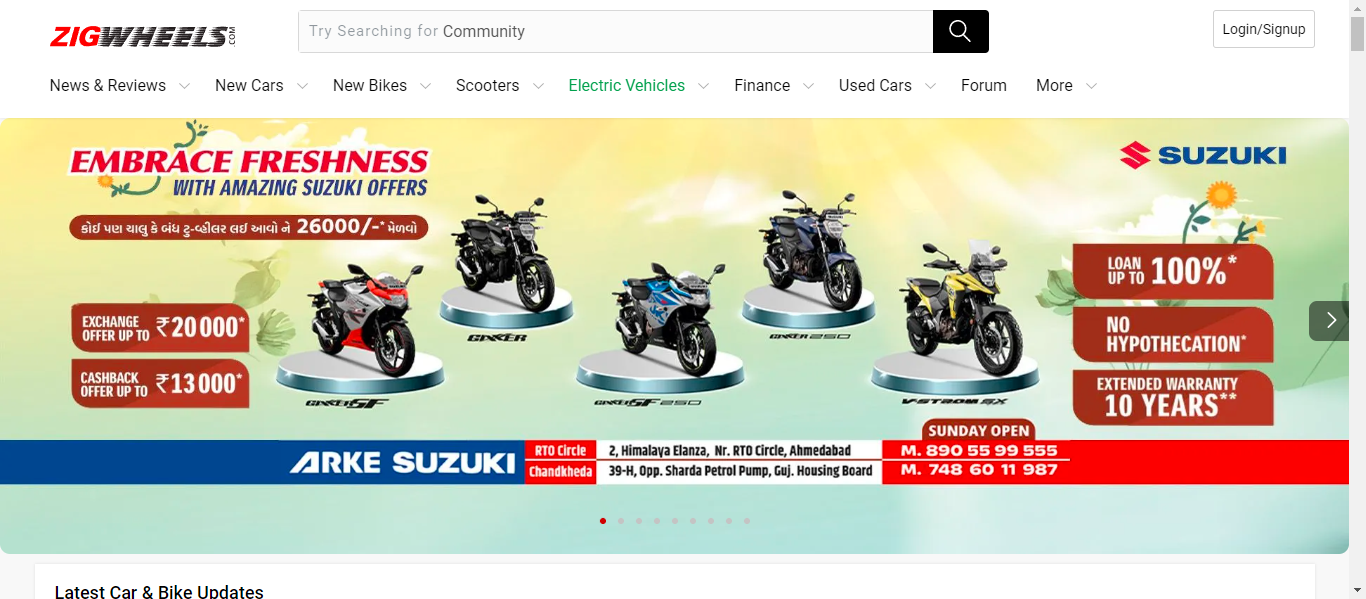 ZIGWHEELS.COM
Try Searching for Community
Login/Signup
News & Reviews
New Cars
New Bikes
Scooters
Electric Vehicles
Finance
Used Cars
Forum
More
EMBRACE FRESHNESS
WITH AMAZING SUZUKI OFFERS
કોઈ પણ ચાલુ કે બંધ ટુ-વ્હીલર લઈ આવો ને 26000/-* મેળવો
EXCHANGE
OFFER UP TO ₹20000*
CASHBACK
OFFER UP TO ₹13000*
GIXXER
GIXXER SF
GIXXER SF 250
GIXXER 250
V-STROM SX
SUZUKI
LOAN
UP TO 100%*
NO
HYPOTHECATION*
EXTENDED WARRANTY
10 YEARS**
SUNDAY OPEN
ARKE SUZUKI
RTO Circle 2, Himalaya Elanza, Nr. RTO Circle, Ahmedabad M. 890 55 99 555
Chandkheda 39-H, Opp. Sharda Petrol Pump, Guj. Housing Board M. 748 60 11 987
Latest Car & Bike Updates